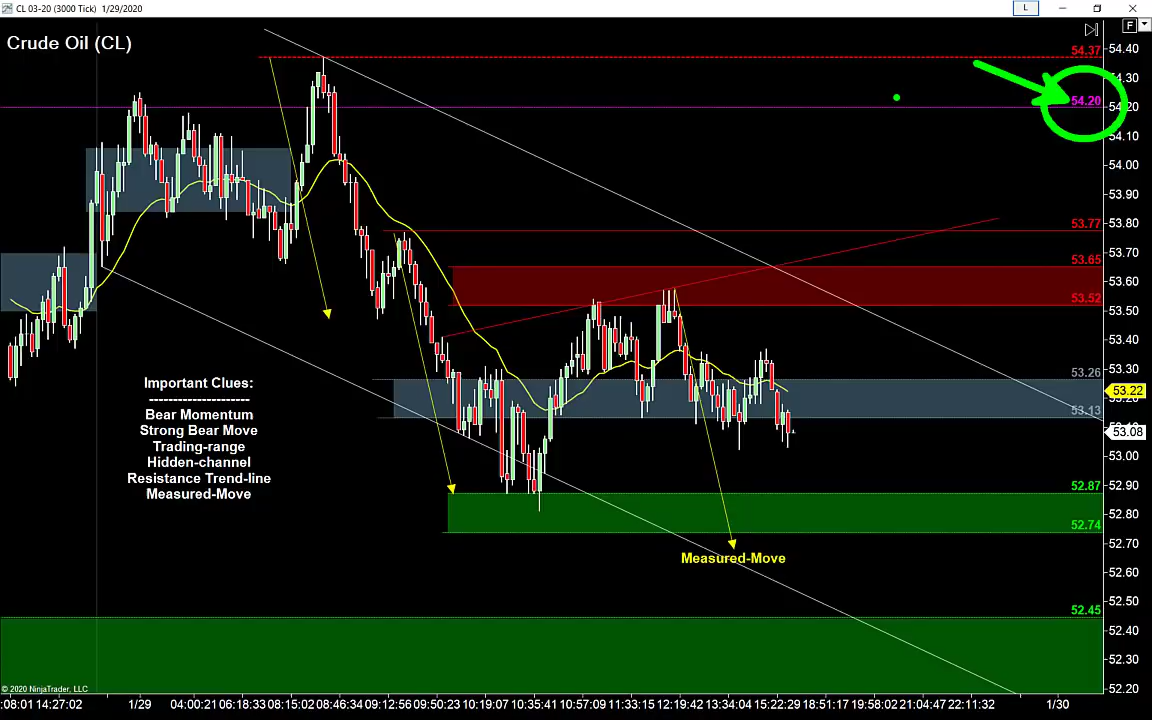 CL 03-20 (3000 Tick)  1/29/2020
L
F
Crude Oil (CL)
54.37
54.40
54.30
54.20
54.20
54.10
54.00
53.90
53.80
53.77
53.70
53.65
53.60
53.52
53.50
53.40
53.30
53.26
53.22
53.13
53.08
53.00
52.90
52.87
52.80
52.74
52.70
52.60
52.50
52.45
52.40
52.30
52.20
Important Clues:
----------------------
Bear Momentum
Strong Bear Move
Trading-range
Hidden-channel
Resistance Trend-line
Measured-Move
Measured-Move
© 2020 NinjaTrader, LLC
:08:01 14:27:02 1/29 04:00:21 06:18:33 08:15:02 08:46:34 09:12:56 09:50:23 10:19:07 10:35:41 10:57:09 11:33:15 12:19:42 13:34:04 15:22:29 18:51:17 19:58:02 21:04:47 22:11:32 1/30